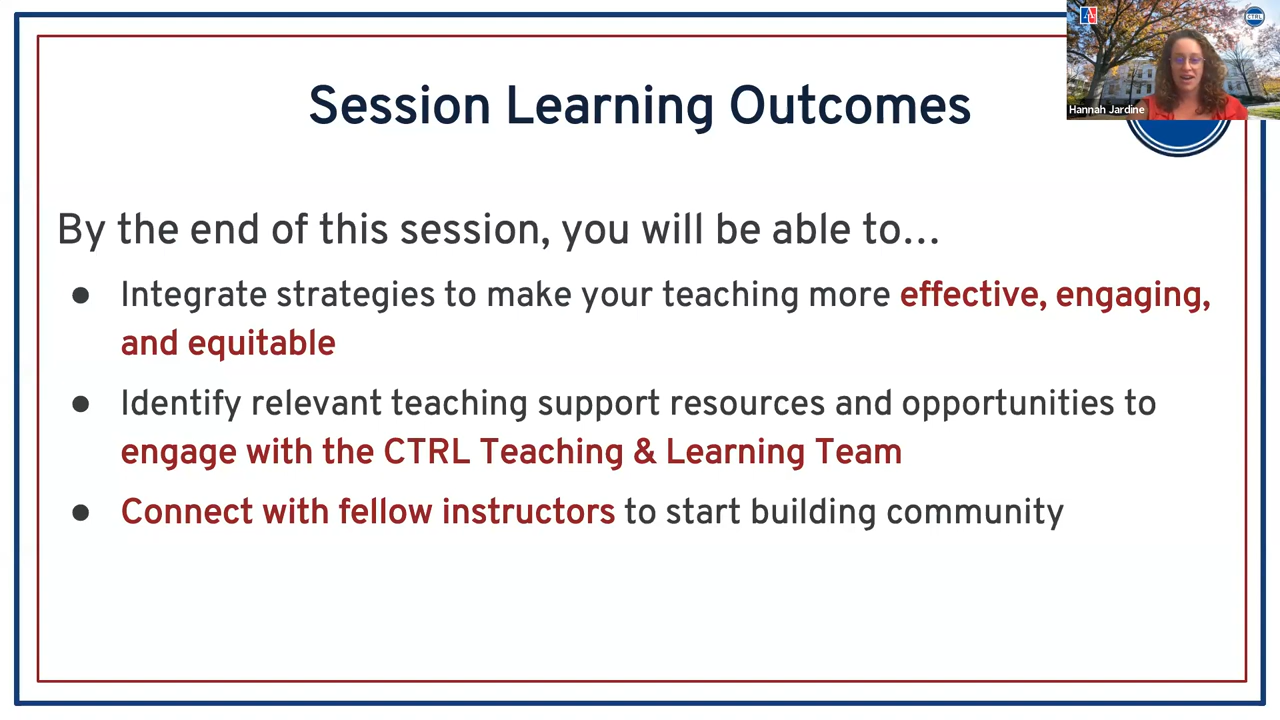 Session Learning Outcomes
CTRL
Hannah Jardine
By the end of this session, you will be able to...
● Integrate strategies to make your teaching more effective, engaging,
and equitable
● Identify relevant teaching support resources and opportunities to
engage with the CTRL Teaching & Learning Team
● Connect with fellow instructors to start building community